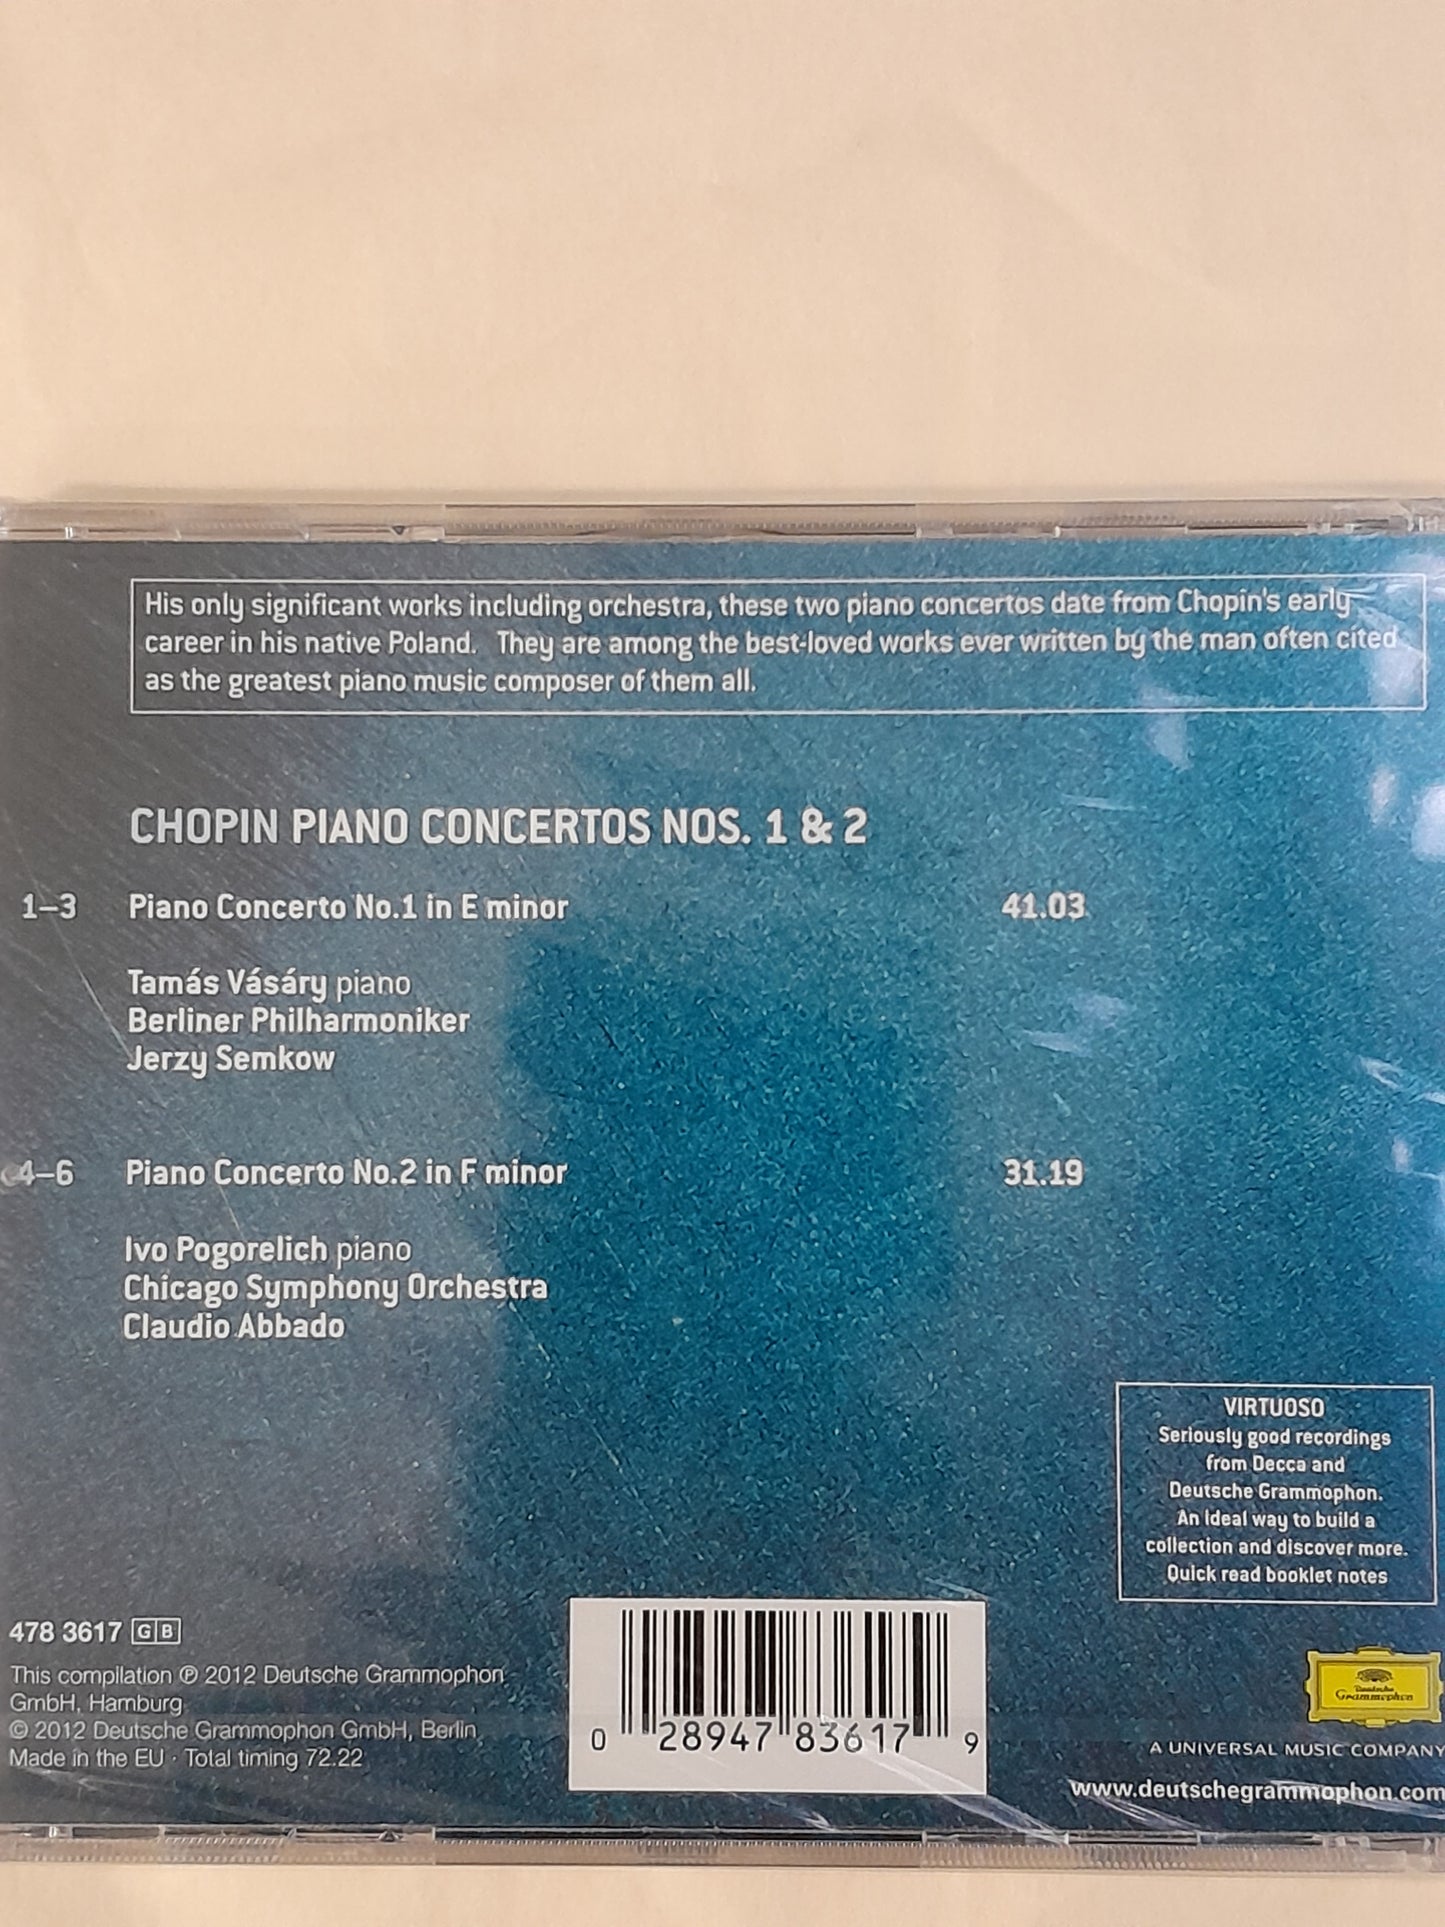 His only significant works including orchestra, these two piano concertos date from Chopin's early
career in his native Poland. They are among the best-loved works ever written by the man often cited
as the greatest piano music composer of them all.
CHOPIN PIANO CONCERTOS NOS. 1 & 2
1–3 Piano Concerto No.1 in E minor 41.03
Tamás Vásáry piano
Berliner Philharmoniker
Jerzy Semkow
4–6 Piano Concerto No.2 in F minor 31.19
Ivo Pogorelich piano
Chicago Symphony Orchestra
Claudio Abbado
VIRTUOSO
Seriously good recordings
from Decca and
Deutsche Grammophon.
An ideal way to build a
collection and discover more.
Quick read booklet notes
478 3617 GB
This compilation ℗ 2012 Deutsche Grammophon
GmbH, Hamburg
© 2012 Deutsche Grammophon GmbH, Berlin
Made in the EU · Total timing 72.22
0 28947 83617 9
Deutsche
Grammophon
A UNIVERSAL MUSIC COMPANY
www.deutschegrammophon.com